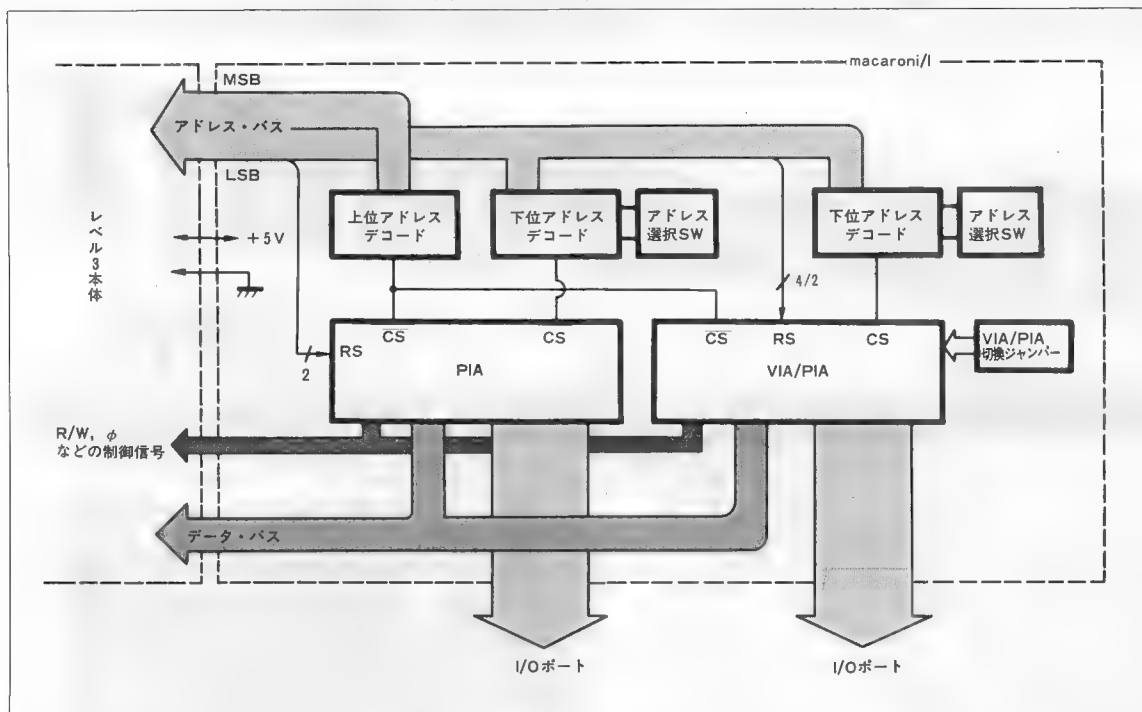 macaroni/I
MSB
アドレス・バス
LSB
レベル3本体
+5V
上位アドレス
デコード
下位アドレス
デコード
アドレス
選択SW
下位アドレス
デコード
アドレス
選択SW
4/2
CS
CS
RS
2
PIA
CS
RS
CS
VIA/PIA
VIA/PIA
切換ジャンパー
R/W, φ
などの制御信号
データ・バス
I/Oポート
I/Oポート